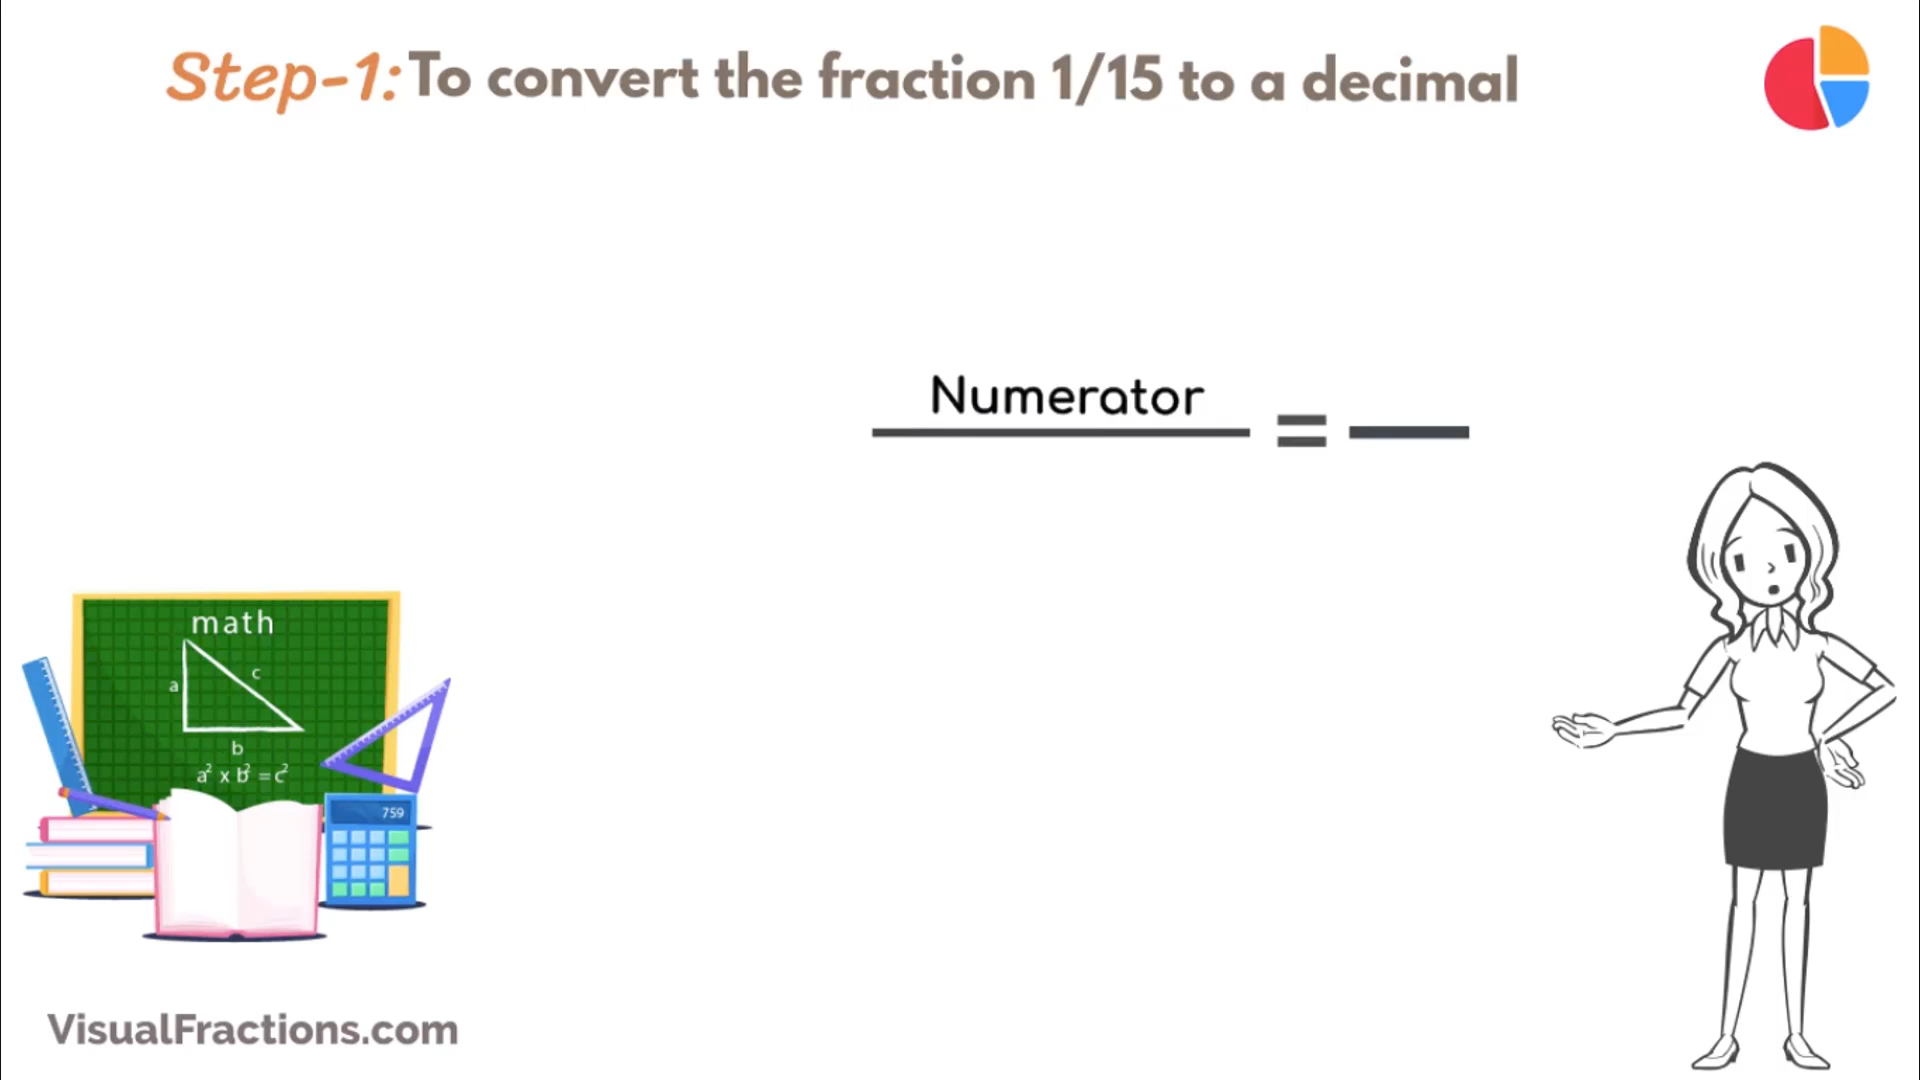 Step-1: To convert the fraction 1/15 to a decimal
Numerator
=
math
a
c
b
a² x b² = c²
759
VisualFractions.com